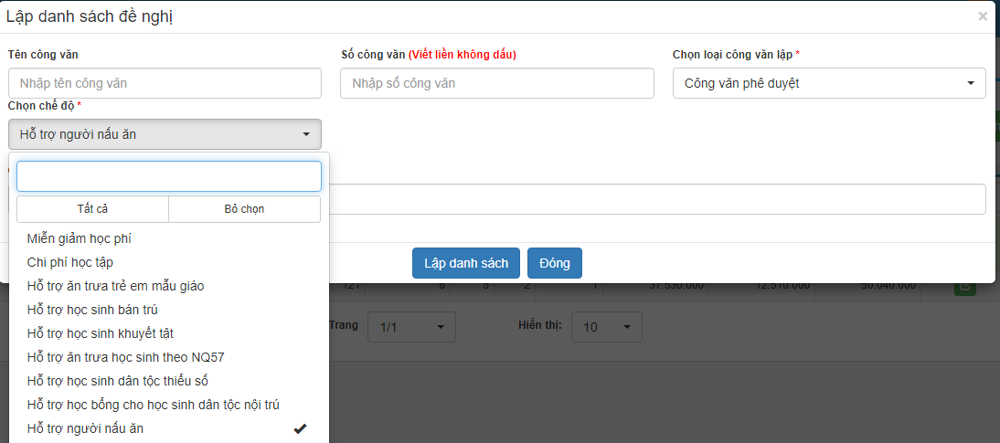 Lập danh sách đề nghị
×
Tên công văn
Số công văn (Viết liền không dấu)
Chọn loại công văn lập *
Nhập tên công văn
Nhập số công văn
Công văn phê duyệt
Chọn chế độ *
Hỗ trợ người nấu ăn
Tất cả
Bỏ chọn
Miễn giảm học phí
Chi phí học tập
Hỗ trợ ăn trưa trẻ em mẫu giáo
Hỗ trợ học sinh bán trú
Hỗ trợ học sinh khuyết tật
Hỗ trợ ăn trưa học sinh theo NQ57
Hỗ trợ học sinh dân tộc thiểu số
Hỗ trợ học bổng cho học sinh dân tộc nội trú
Hỗ trợ người nấu ăn
Lập danh sách
Đóng
121 6 5 2 1 37.530.000 12.510.000 50.040.000
Trang
1/1
Hiển thị:
10